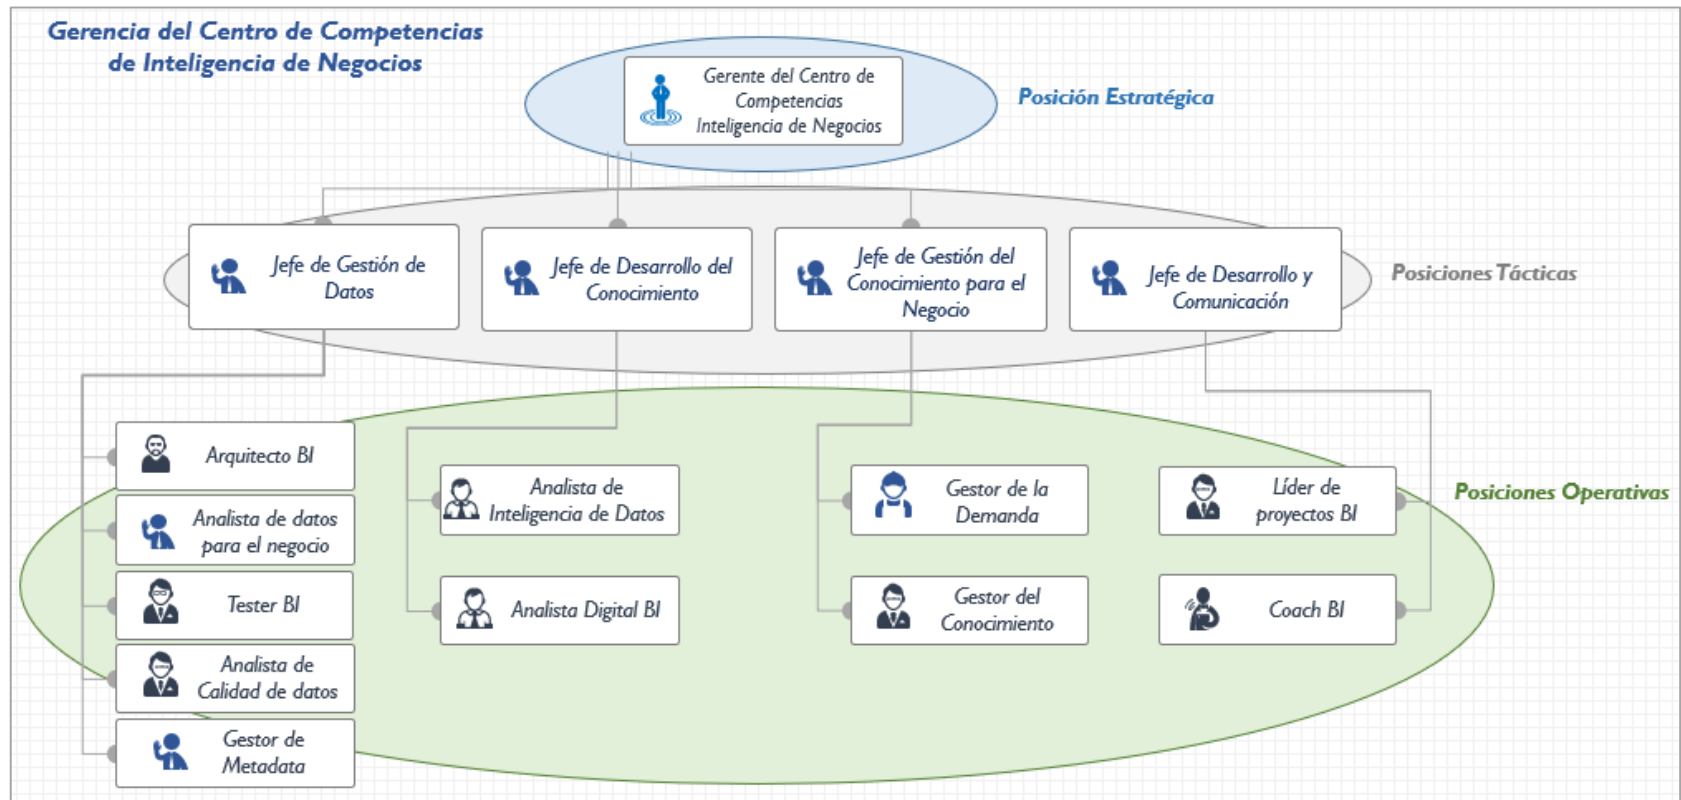 Gerencia del Centro de Competencias
de Inteligencia de Negocios
Gerente del Centro de
Competencias
Inteligencia de Negocios
Posición Estratégica
Jefe de Gestión de
Datos
Jefe de Desarrollo del
Conocimiento
Jefe de Gestión del
Conocimiento para el
Negocio
Jefe de Desarrollo y
Comunicación
Posiciones Tácticas
Arquitecto BI
Analista de datos
para el negocio
Tester BI
Analista de
Calidad de datos
Gestor de
Metadata
Analista de
Inteligencia de Datos
Analista Digital BI
Gestor de la
Demanda
Gestor del
Conocimiento
Líder de
proyectos BI
Coach BI
Posiciones Operativas